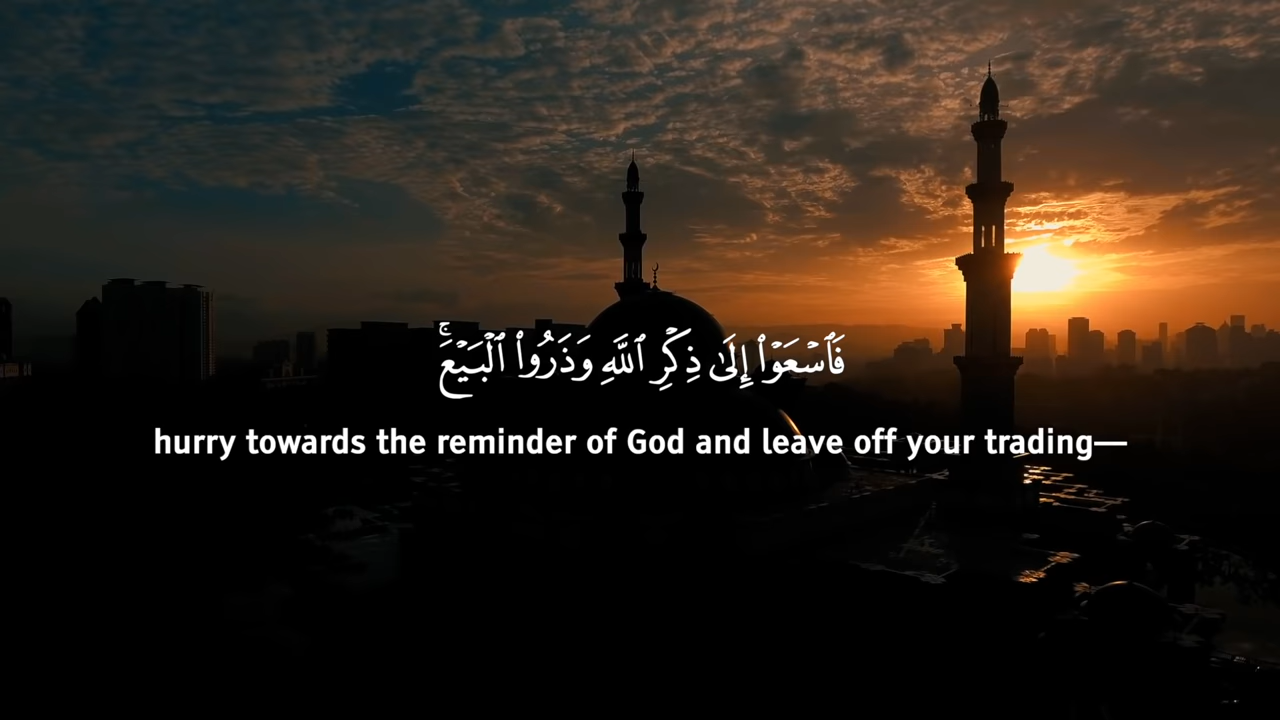 فَٱسْعَوْا۟ إِلَىٰ ذِكْرِ ٱللَّهِ وَذَرُوا۟ ٱلْبَيْعَ ۚ
hurry towards the reminder of God and leave off your trading—